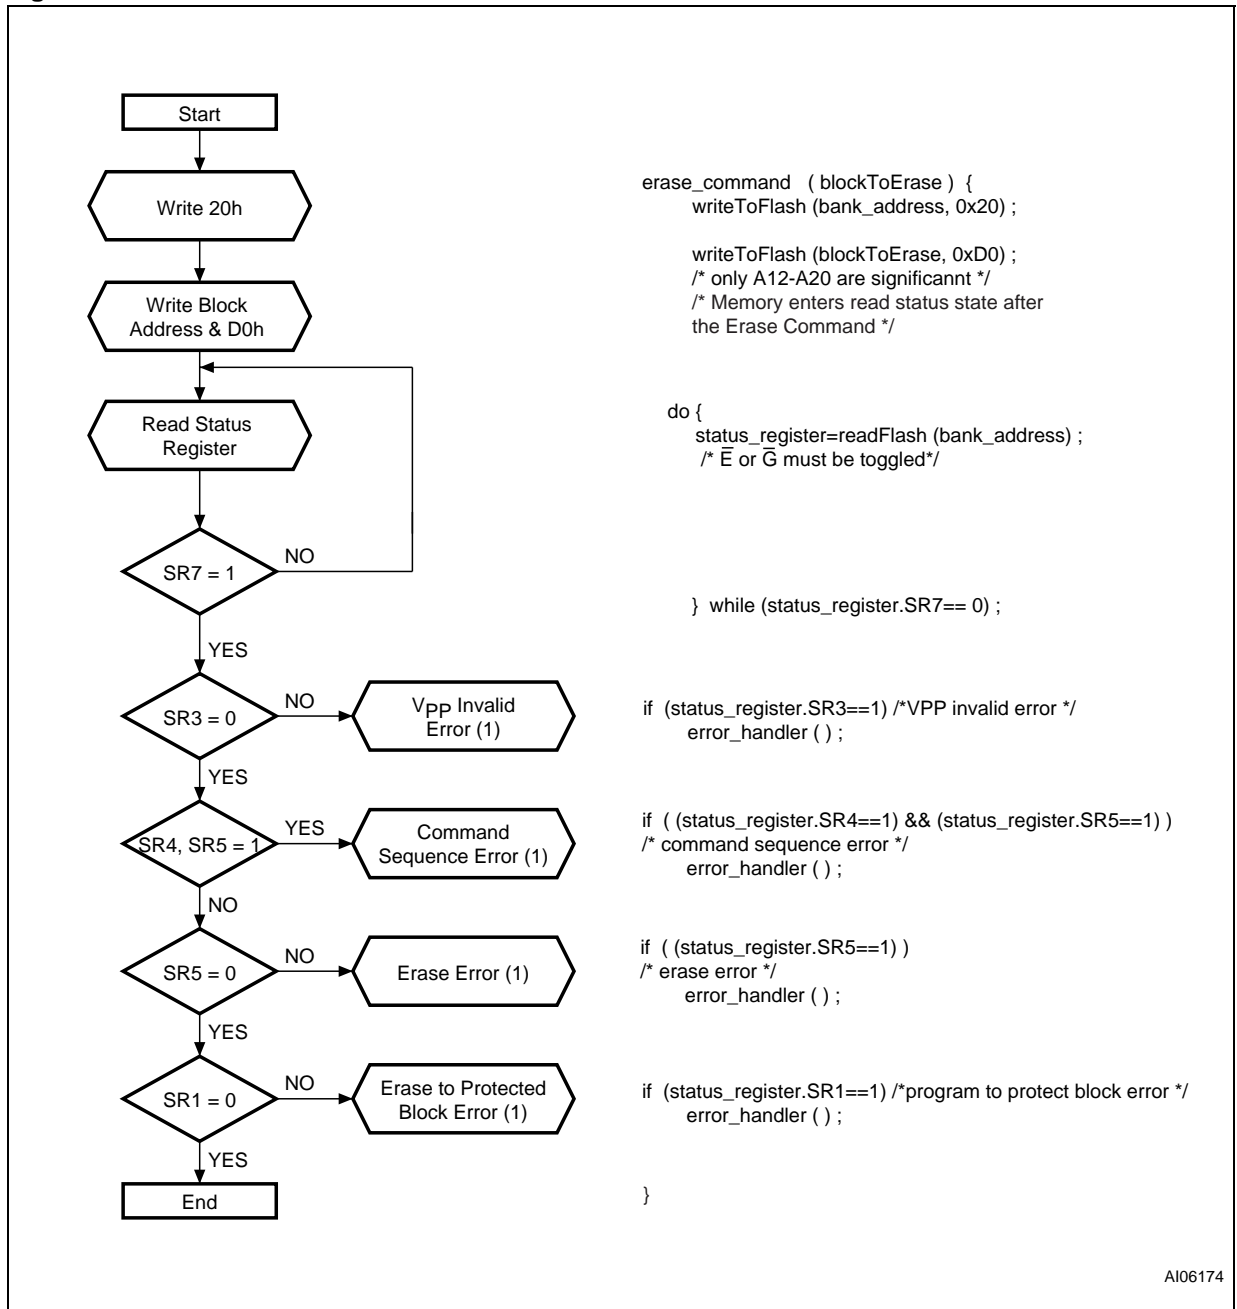 Start
Write 20h
Write Block
Address & D0h
Read Status
Register
SR7 = 1
NO
YES
SR3 = 0
NO
VPP Invalid
Error (1)
YES
SR4, SR5 = 1
YES
Command
Sequence Error (1)
NO
SR5 = 0
NO
Erase Error (1)
YES
SR1 = 0
NO
Erase to Protected
Block Error (1)
YES
End
erase_command ( blockToErase ) {
writeToFlash (bank_address, 0x20) ;
writeToFlash (blockToErase, 0xD0) ;
/* only A12-A20 are significannt */
/* Memory enters read status state after
the Erase Command */
do {
status_register=readFlash (bank_address) ;
/* E̅ or G̅ must be toggled*/
} while (status_register.SR7== 0) ;
if (status_register.SR3==1) /*VPP invalid error */
error_handler ( ) ;
if ( (status_register.SR4==1) && (status_register.SR5==1) )
/* command sequence error */
error_handler ( ) ;
if ( (status_register.SR5==1) )
/* erase error */
error_handler ( ) ;
if (status_register.SR1==1) /*program to protect block error */
error_handler ( ) ;
}
AI06174